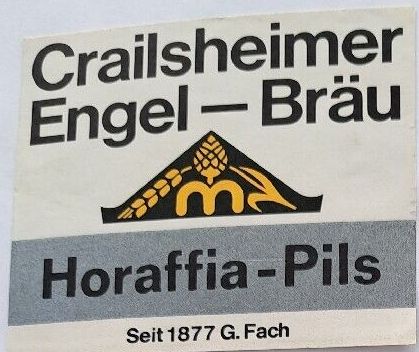 Crailsheimer
Engel – Bräu
m
Horaffia - Pils
Seit 1877 G. Fach